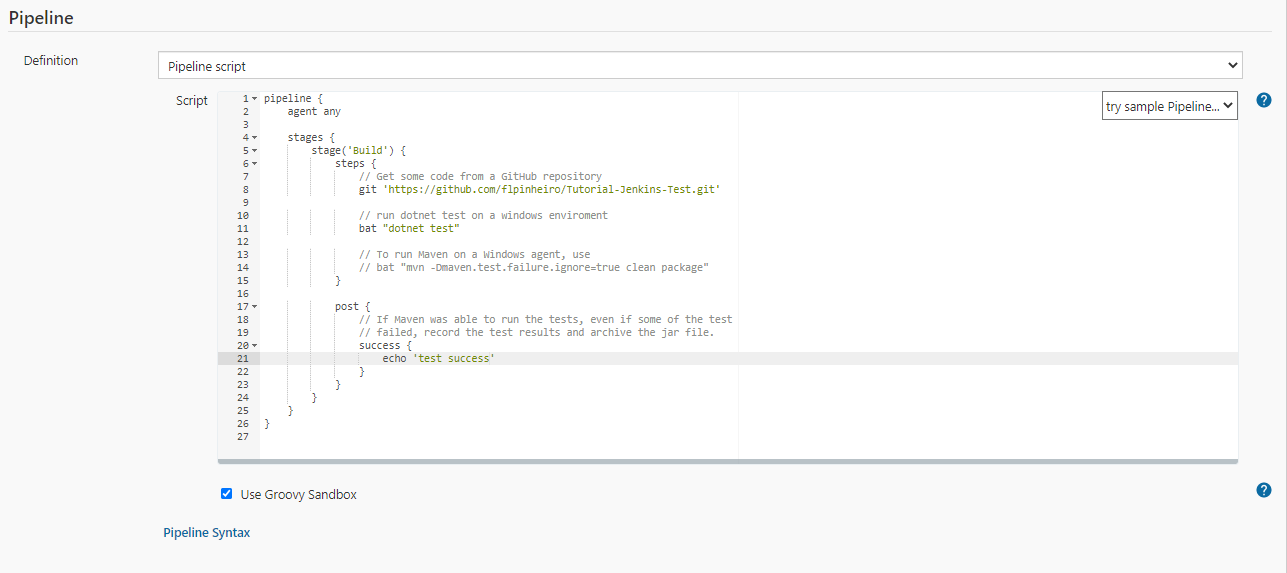 Pipeline
Definition
Pipeline script
Script
try sample Pipeline...
?
1 pipeline {
2     agent any
3
4     stages {
5         stage('Build') {
6             steps {
7                 // Get some code from a GitHub repository
8                 git 'https://github.com/flpinheiro/Tutorial-Jenkins-Test.git'
9
10                 // run dotnet test on a windows enviroment
11                 bat "dotnet test"
12
13                 // To run Maven on a Windows agent, use
14                 // bat "mvn -Dmaven.test.failure.ignore=true clean package"
15             }
16
17             post {
18                 // If Maven was able to run the tests, even if some of the test
19                 // failed, record the test results and archive the jar file.
20                 success {
21                     echo 'test success'
22                 }
23             }
24         }
25     }
26 }
27
Use Groovy Sandbox
?
Pipeline Syntax